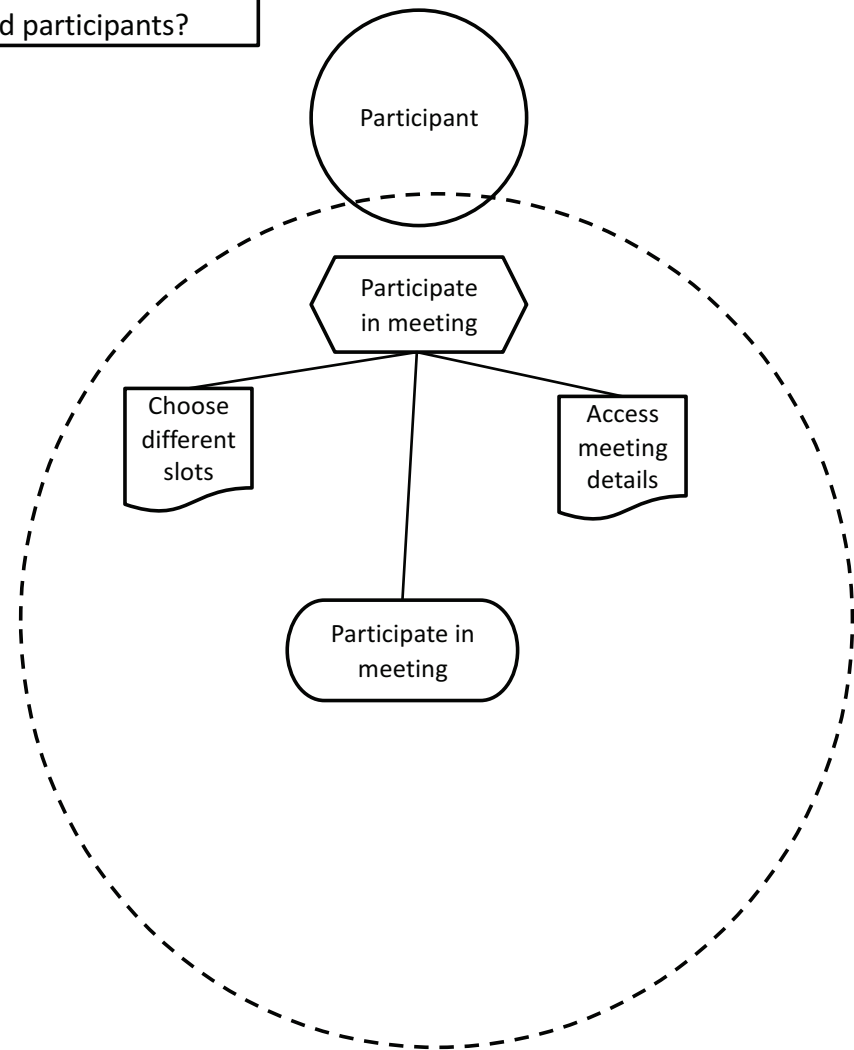 d participants?
Participant
Participate
in meeting
Choose
different
slots
Access
meeting
details
Participate in
meeting